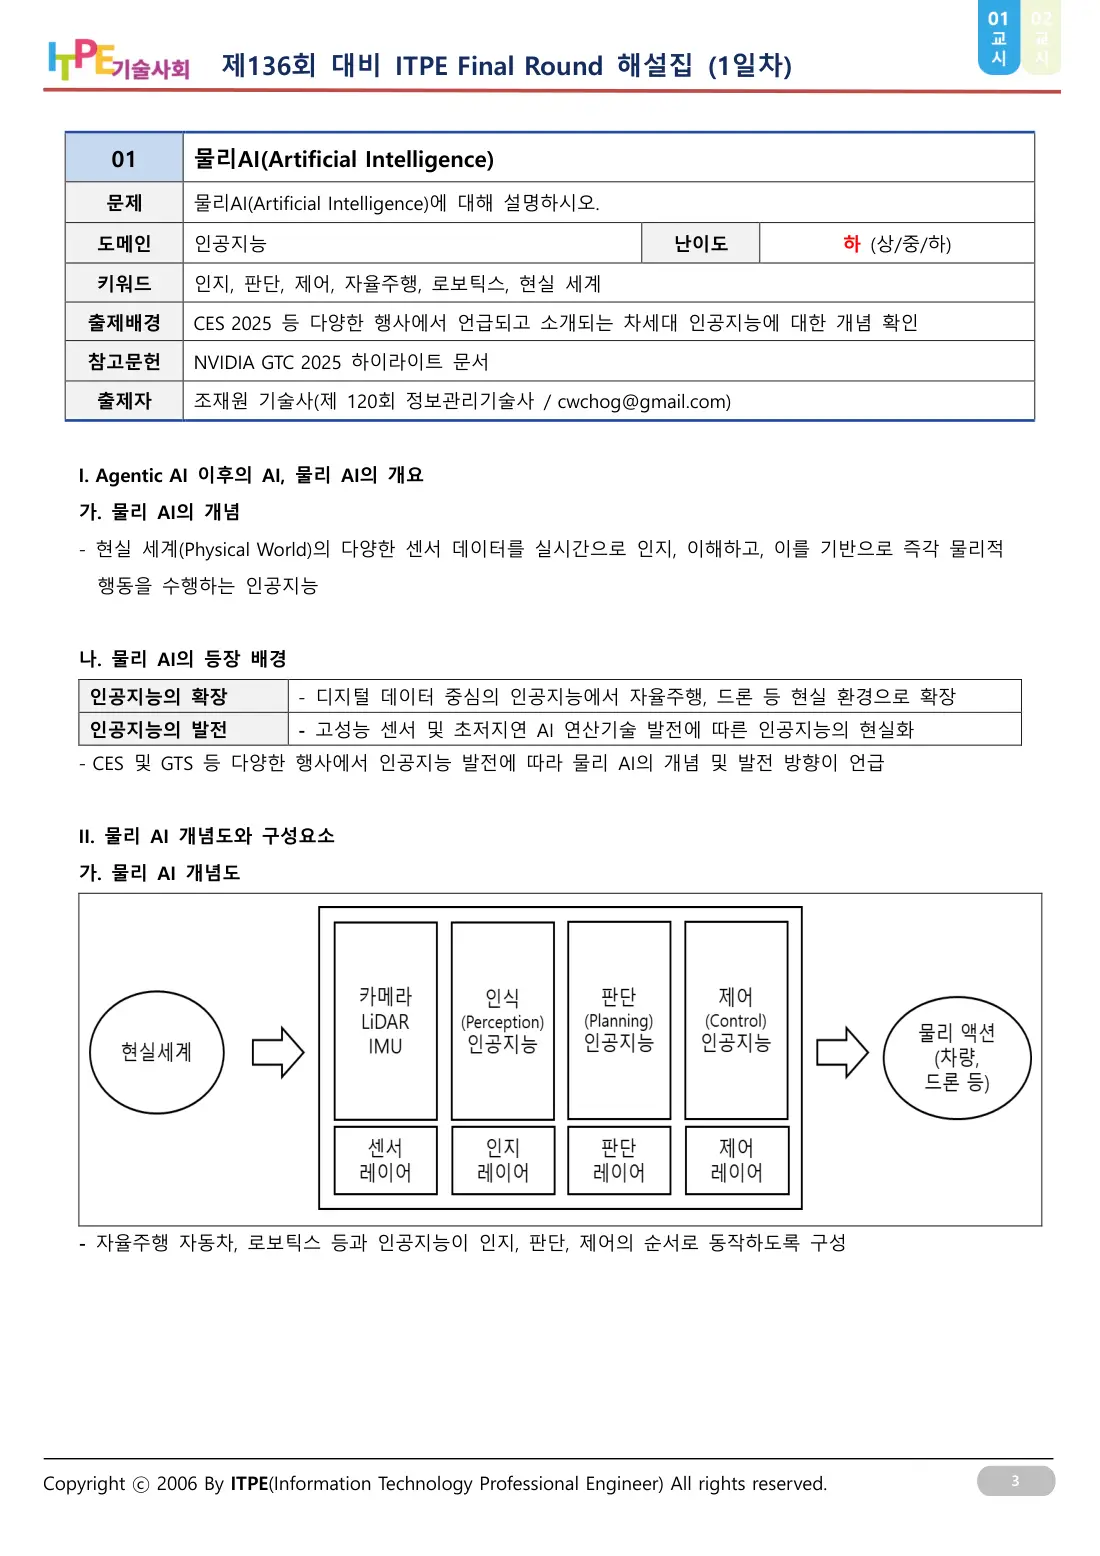 01 교시
02 교시
ITPE기술사회 제136회 대비 ITPE Final Round 해설집 (1일차)
01 물리AI(Artificial Intelligence)
문제 물리AI(Artificial Intelligence)에 대해 설명하시오.
도메인 인공지능 난이도 하 (상/중/하)
키워드 인지, 판단, 제어, 자율주행, 로보틱스, 현실 세계
출제배경 CES 2025 등 다양한 행사에서 언급되고 소개되는 차세대 인공지능에 대한 개념 확인
참고문헌 NVIDIA GTC 2025 하이라이트 문서
출제자 조재원 기술사(제 120회 정보관리기술사 / cwchog@gmail.com)
I. Agentic AI 이후의 AI, 물리 AI의 개요
가. 물리 AI의 개념
- 현실 세계(Physical World)의 다양한 센서 데이터를 실시간으로 인지, 이해하고, 이를 기반으로 즉각 물리적
행동을 수행하는 인공지능
나. 물리 AI의 등장 배경
인공지능의 확장 - 디지털 데이터 중심의 인공지능에서 자율주행, 드론 등 현실 환경으로 확장
인공지능의 발전 - 고성능 센서 및 초저지연 AI 연산기술 발전에 따른 인공지능의 현실화
- CES 및 GTS 등 다양한 행사에서 인공지능 발전에 따라 물리 AI의 개념 및 발전 방향이 언급
II. 물리 AI 개념도와 구성요소
가. 물리 AI 개념도
현실세계
카메라
LiDAR
IMU
센서
레이어
인식
(Perception)
인공지능
인지
레이어
판단
(Planning)
인공지능
판단
레이어
제어
(Control)
인공지능
제어
레이어
물리 액션
(차량,
드론 등)
- 자율주행 자동차, 로보틱스 등과 인공지능이 인지, 판단, 제어의 순서로 동작하도록 구성
Copyright ⓒ 2006 By ITPE(Information Technology Professional Engineer) All rights reserved.
3